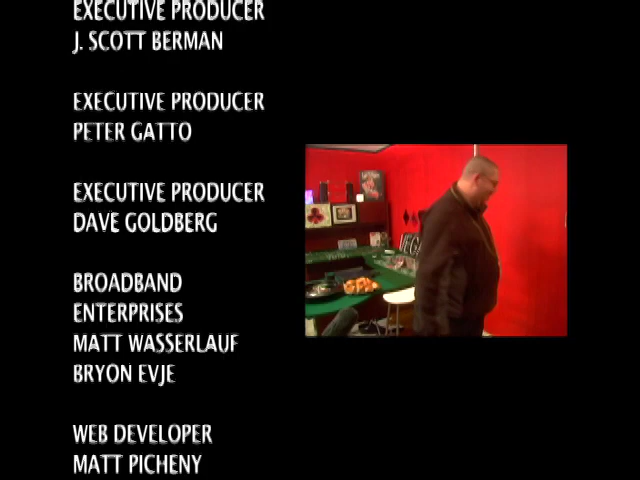 EXECUTIVE PRODUCER
J. SCOTT BERMAN
EXECUTIVE PRODUCER
PETER GATTO
EXECUTIVE PRODUCER
DAVE GOLDBERG
BROADBAND
ENTERPRISES
MATT WASSERLAUF
BRYON EVJE
WEB DEVELOPER
MATT PICHENY